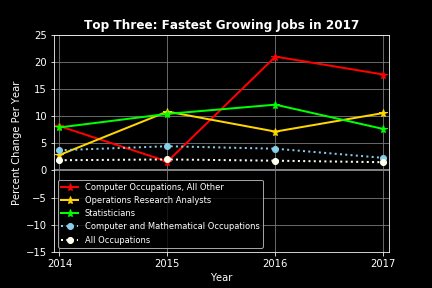 Top Three: Fastest Growing Jobs in 2017
25
20
15
10
5
0
−5
−10
−15
Percent Change Per Year
Computer Occupations, All Other
Operations Research Analysts
Statisticians
Computer and Mathematical Occupations
All Occupations
2014 2015 2016 2017
Year